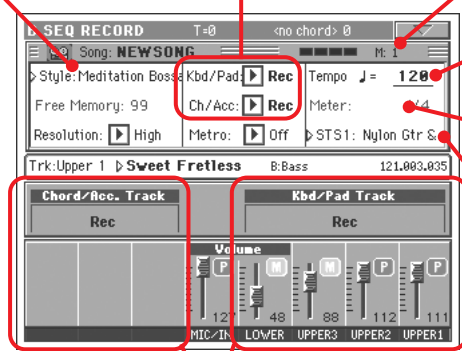 B.SEQ RECORD T=0 <no chord> 0
Song: NEWSONG M: 1
Style: Meditation Bossa Kbd/Pad: Rec Tempo ♩= 120
Free Memory: 99 Ch/Acc: Rec Meter: /4
Resolution: High Metro: Off STS1: Nylon Gtr &
Trk:Upper 1 Sweet Fretless B:Bass 121.003.035
Chord/Acc. Track Kbd/Pad Track
Rec Rec
Volume
P M M P P
127 48 88 112 111
MIC/IN LOWER UPPER3 UPPER2 UPPER1